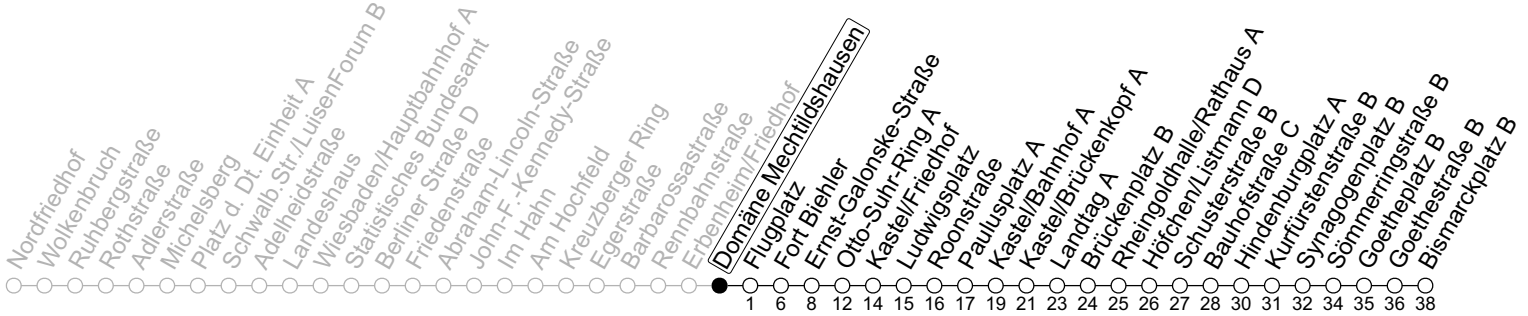 Nordfriedhof
Wolkenbruch
Ruhbergstraße
Rothstraße
Adlerstraße
Michelsberg
Platz d. Dt. Einheit A
Schwalb.Str./LuisenForum B
Adelheidstraße
Landeshaus
Wiesbaden/Hauptbahnhof A
Statistisches Bundesamt
Berliner Straße D
Friedenstraße
Abraham-Lincoln-Straße
John-F.-Kennedy-Straße
Im Hahn
Am Hochfeld
Kreuzberger Ring
Egerstraße
Barbarossastraße
Rennbahnstraße
Erbenheim/Friedhof
Domäne Mechtildshausen
Flugplatz
Fort Biehler
Ernst-Galonske-Straße
Otto-Suhr-Ring A
Kastel/Friedhof
Ludwigsplatz
Roonstraße
Paulusplatz A
Kastel/Bahnhof A
Kastel/Brückenkopf A
Landtag A
Brückenplatz B
Rheingoldhalle/Rathaus A
Höfchen/Listmann D
Schusterstraße B
Bauhofstraße C
Hindenburgplatz A
Kurfürstenstraße B
Synagogenplatz B
Sömmerringstraße B
Goetheplatz B
Goethestraße B
Bismarckplatz B
1 6 8 12 14 15 16 17 19 21 23 24 25 26 27 28 30 31 32 34 35 36 38